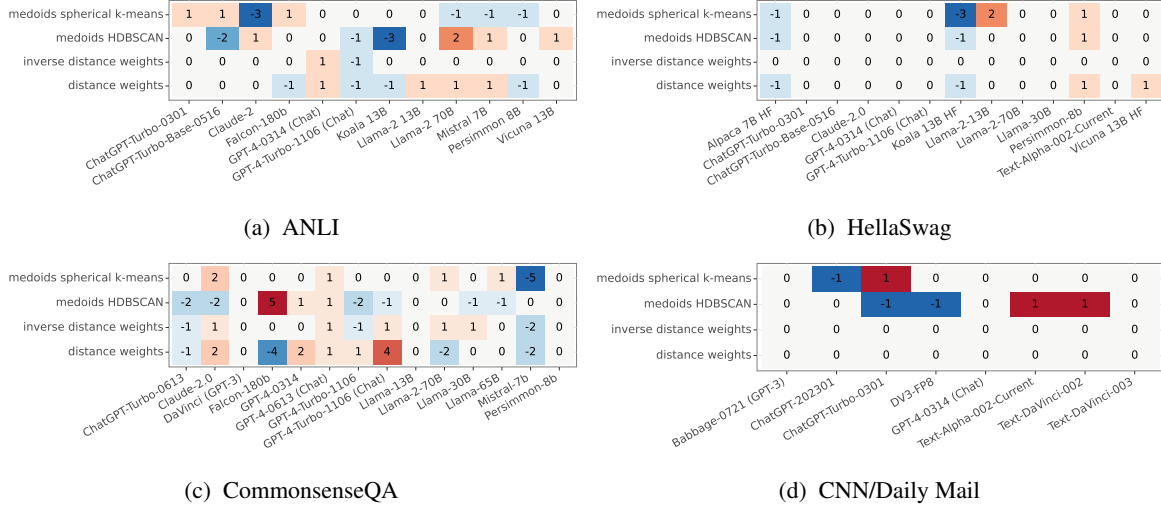 medoids spherical k-means 1 1 -3 1 0 0 0 0 -1 -1 -1 0
medoids HDBSCAN 0 -2 1 0 0 -1 -3 0 2 1 0 1
inverse distance weights 0 0 0 0 1 -1 0 0 0 0 0 0
distance weights 0 0 0 -1 1 -1 -1 1 1 1 -1 0
ChatGPT-Turbo-0301
ChatGPT-Turbo-Base-0516
Claude-2
Falcon-180b
GPT-4-0314 (Chat)
GPT-4-Turbo-1106 (Chat)
Koala 13B
Llama-2 13B
Llama-2 70B
Mistral 7B
Persimmon 8B
Vicuna 13B
(a) ANLI
medoids spherical k-means -1 0 0 0 0 0 -3 2 0 0 1 0 0
medoids HDBSCAN -1 0 0 0 0 0 -1 0 0 0 1 0 0
inverse distance weights 0 0 0 0 0 0 0 0 0 0 0 0 0
distance weights -1 0 0 0 0 0 -1 0 0 0 1 0 1
Alpaca 7B HF
ChatGPT-Turbo-0301
ChatGPT-Turbo-Base-0516
Claude-2.0
GPT-4-0314 (Chat)
GPT-4-Turbo-1106 (Chat)
Koala 13B HF
Llama-2-13B
Llama-2-70B
Llama-30B
Persimmon-8b
Text-Alpha-002-Current
Vicuna 13B HF
(b) HellaSwag
medoids spherical k-means 0 2 0 0 0 1 0 0 0 1 0 1 -5 0
medoids HDBSCAN -2 -2 0 5 1 1 -2 -1 0 0 -1 -1 0 0
inverse distance weights -1 1 0 0 0 1 -1 1 0 1 1 0 -2 0
distance weights -1 2 0 -4 2 1 1 4 0 -2 0 0 -2 0
ChatGPT-Turbo-0613
Claude-2.0
DaVinci (GPT-3)
Falcon-180b
GPT-4-0314
GPT-4-0613 (Chat)
GPT-4-Turbo-1106
GPT-4-Turbo-1106 (Chat)
Llama-13B
Llama-2-70B
Llama-30B
Llama-65B
Mistral-7b
Persimmon-8b
(c) CommonsenseQA
medoids spherical k-means 0 -1 1 0 0 0 0 0
medoids HDBSCAN 0 0 -1 -1 0 1 1 0
inverse distance weights 0 0 0 0 0 0 0 0
distance weights 0 0 0 0 0 0 0 0
Babbage-0721 (GPT-3)
ChatGPT-202301
ChatGPT-Turbo-0301
DV3-FP8
GPT-4-0314 (Chat)
Text-Alpha-002-Current
Text-DaVinci-002
Text-DaVinci-003
(d) CNN/Daily Mail